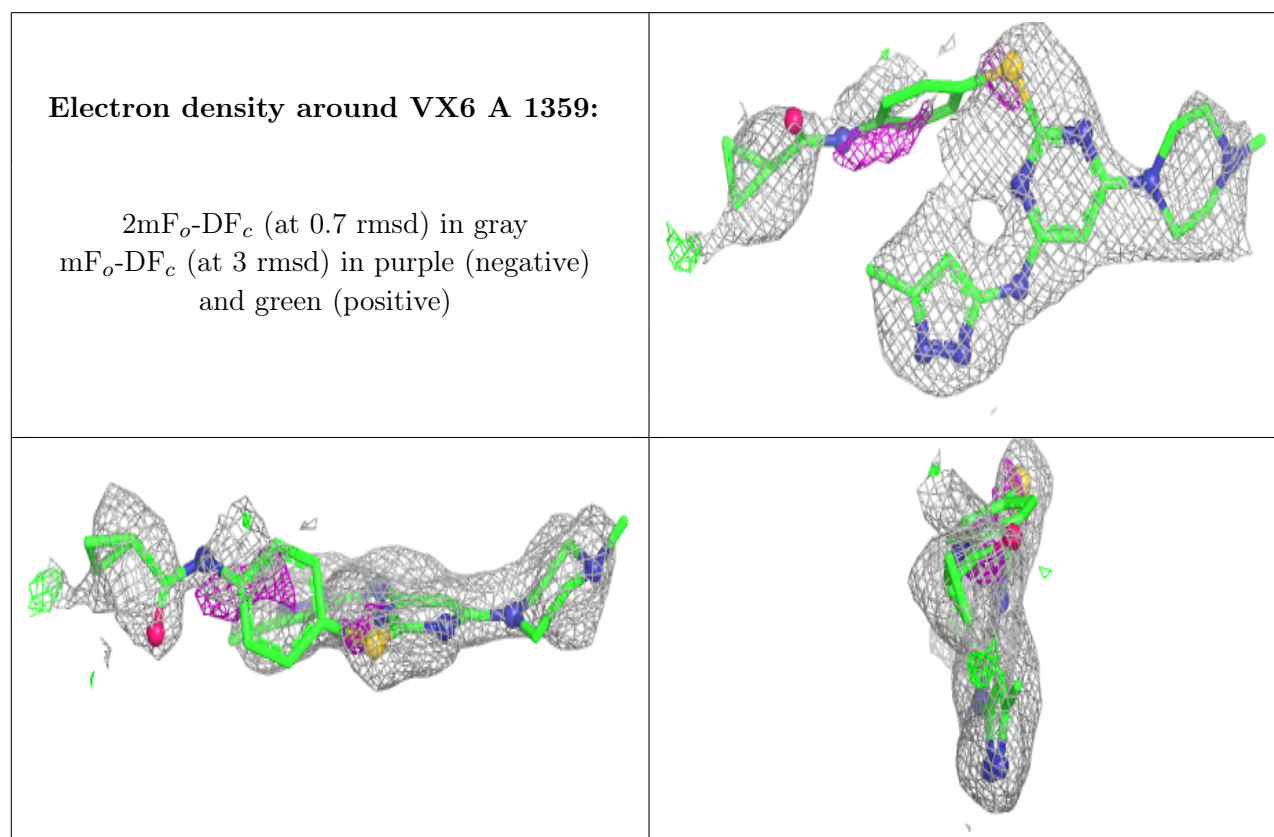 Electron density around VX6 A 1359:
2mFₒ-DF𝒸 (at 0.7 rmsd) in gray
mFₒ-DF𝒸 (at 3 rmsd) in purple (negative)
and green (positive)